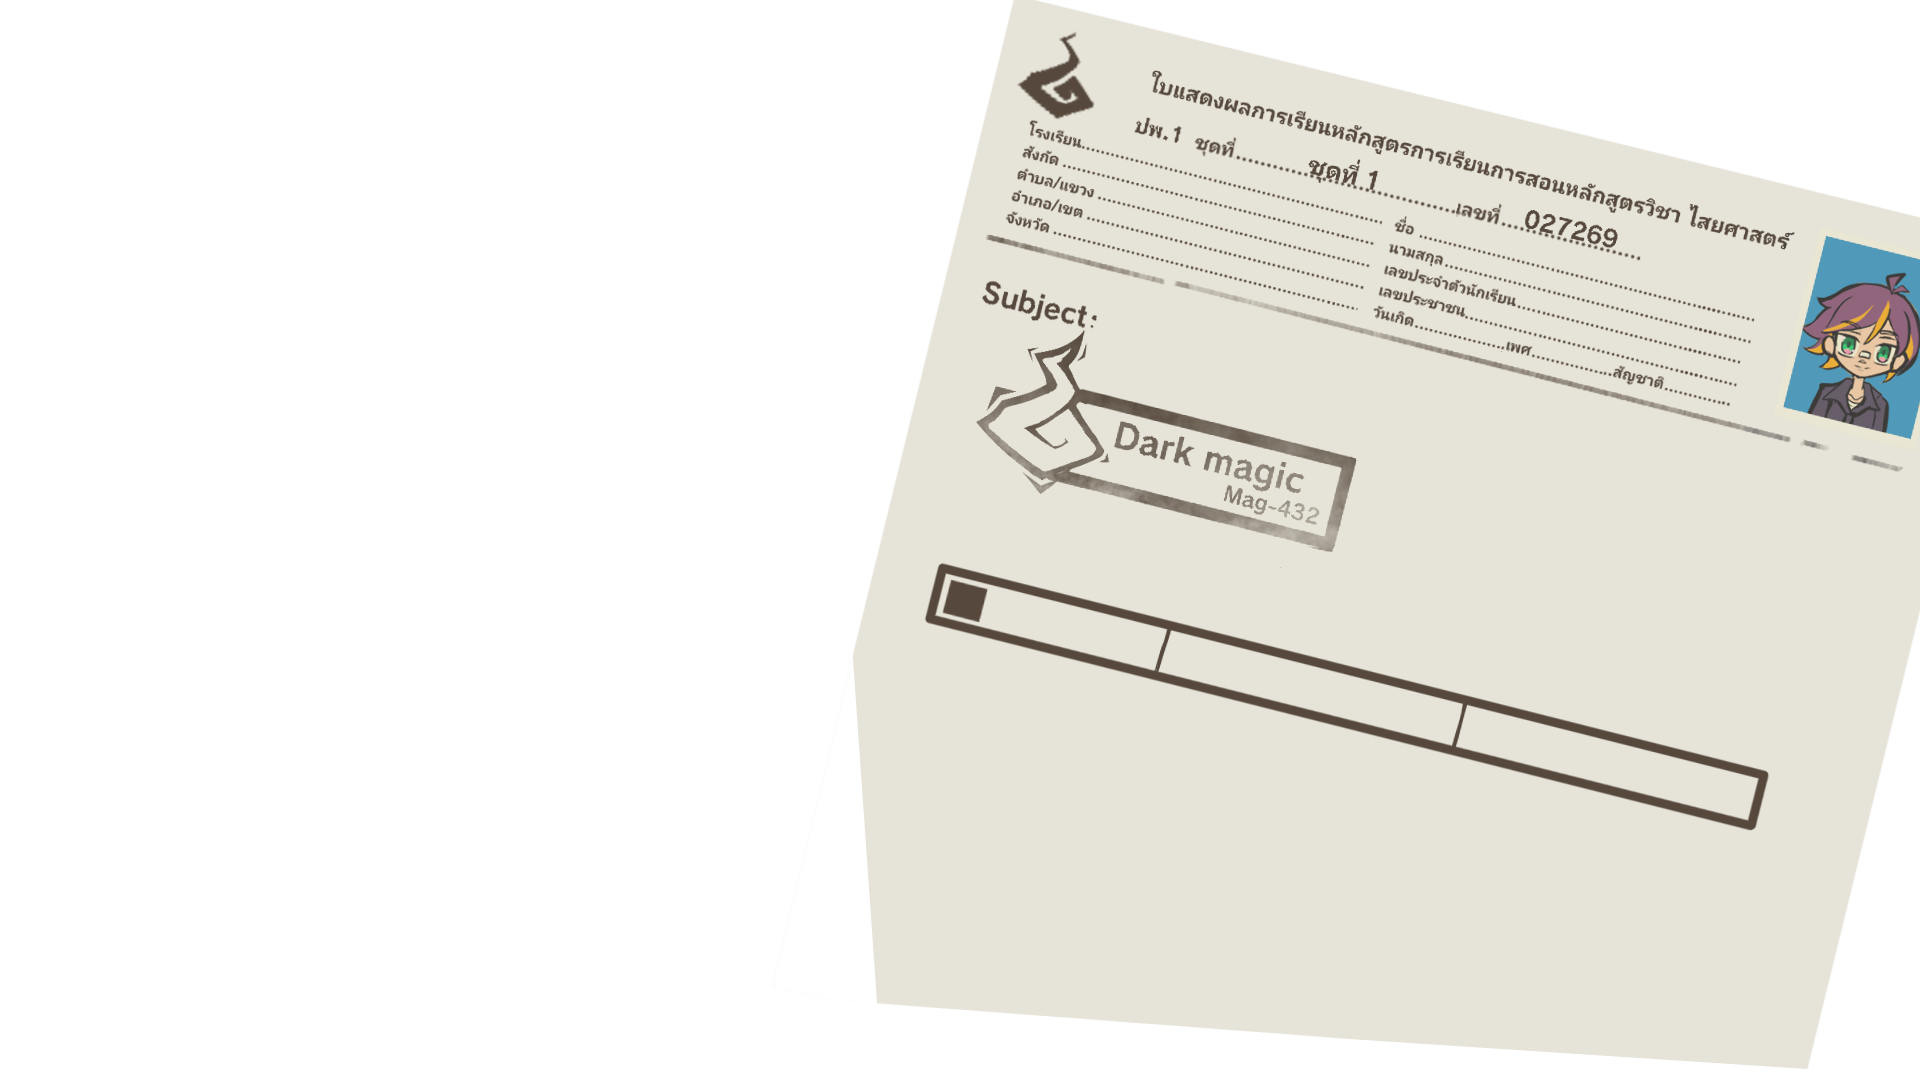 ใบแสดงผลการเรียนหลักสูตรการเรียนการสอนหลักสูตรวิชา ไสยศาสตร์
ปพ.1 ชุดที่............ชุดที่ 1............เลขที่...027269...
โรงเรียน..............................
สังกัด..............................
ตำบล/แขวง..............................
อำเภอ/เขต..............................
จังหวัด..............................
ชื่อ..............................
นามสกุล..............................
เลขประจำตัวนักเรียน..............................
เลขประชาชน..............................
วันเกิด...............เพศ...............สัญชาติ...............
Subject:
Dark magic
Mag-432